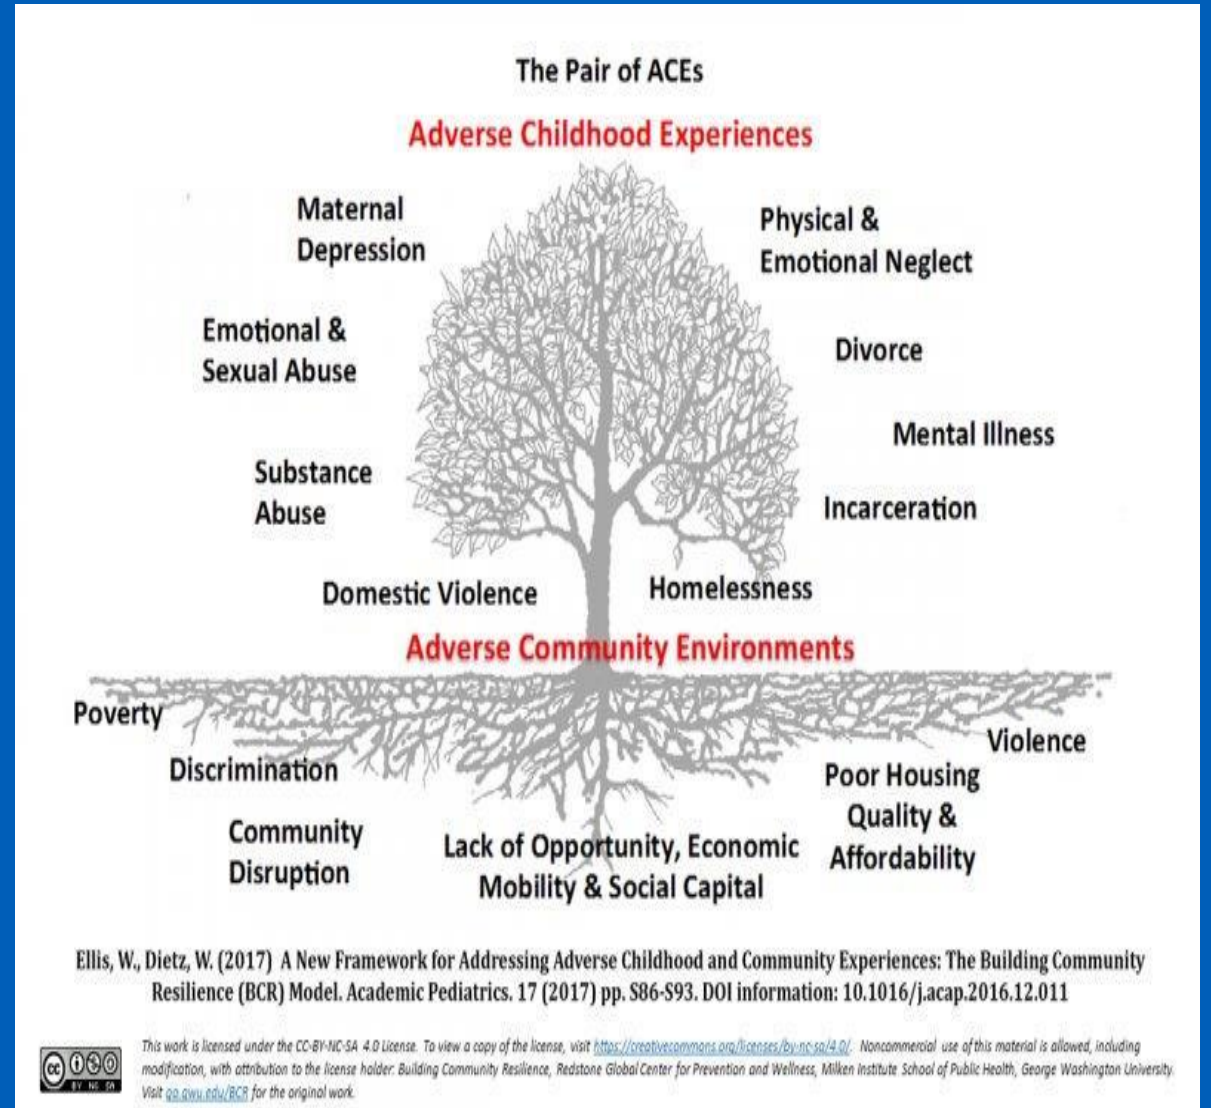 The Pair of ACEs
Adverse Childhood Experiences
Maternal
Depression
Physical &
Emotional Neglect
Emotional &
Sexual Abuse
Divorce
Mental Illness
Substance
Abuse
Incarceration
Domestic Violence
Homelessness
Adverse Community Environments
Poverty
Violence
Discrimination
Poor Housing
Quality &
Affordability
Community
Disruption
Lack of Opportunity, Economic
Mobility & Social Capital
Ellis, W., Dietz, W. (2017) A New Framework for Addressing Adverse Childhood and Community Experiences: The Building Community
Resilience (BCR) Model. Academic Pediatrics. 17 (2017) pp. S86-S93. DOI information: 10.1016/j.acap.2016.12.011
cc BY NC SA
This work is licensed under the CC-BY-NC-SA 4.0 License. To view a copy of the license, visit https://creativecommons.org/licenses/by-nc-sa/4.0/. Noncommercial use of this material is allowed, including
modification, with attribution to the license holder: Building Community Resilience, Redstone Global Center for Prevention and Wellness, Milken Institute School of Public Health, George Washington University.
Visit go.gwu.edu/BCR for the original work.